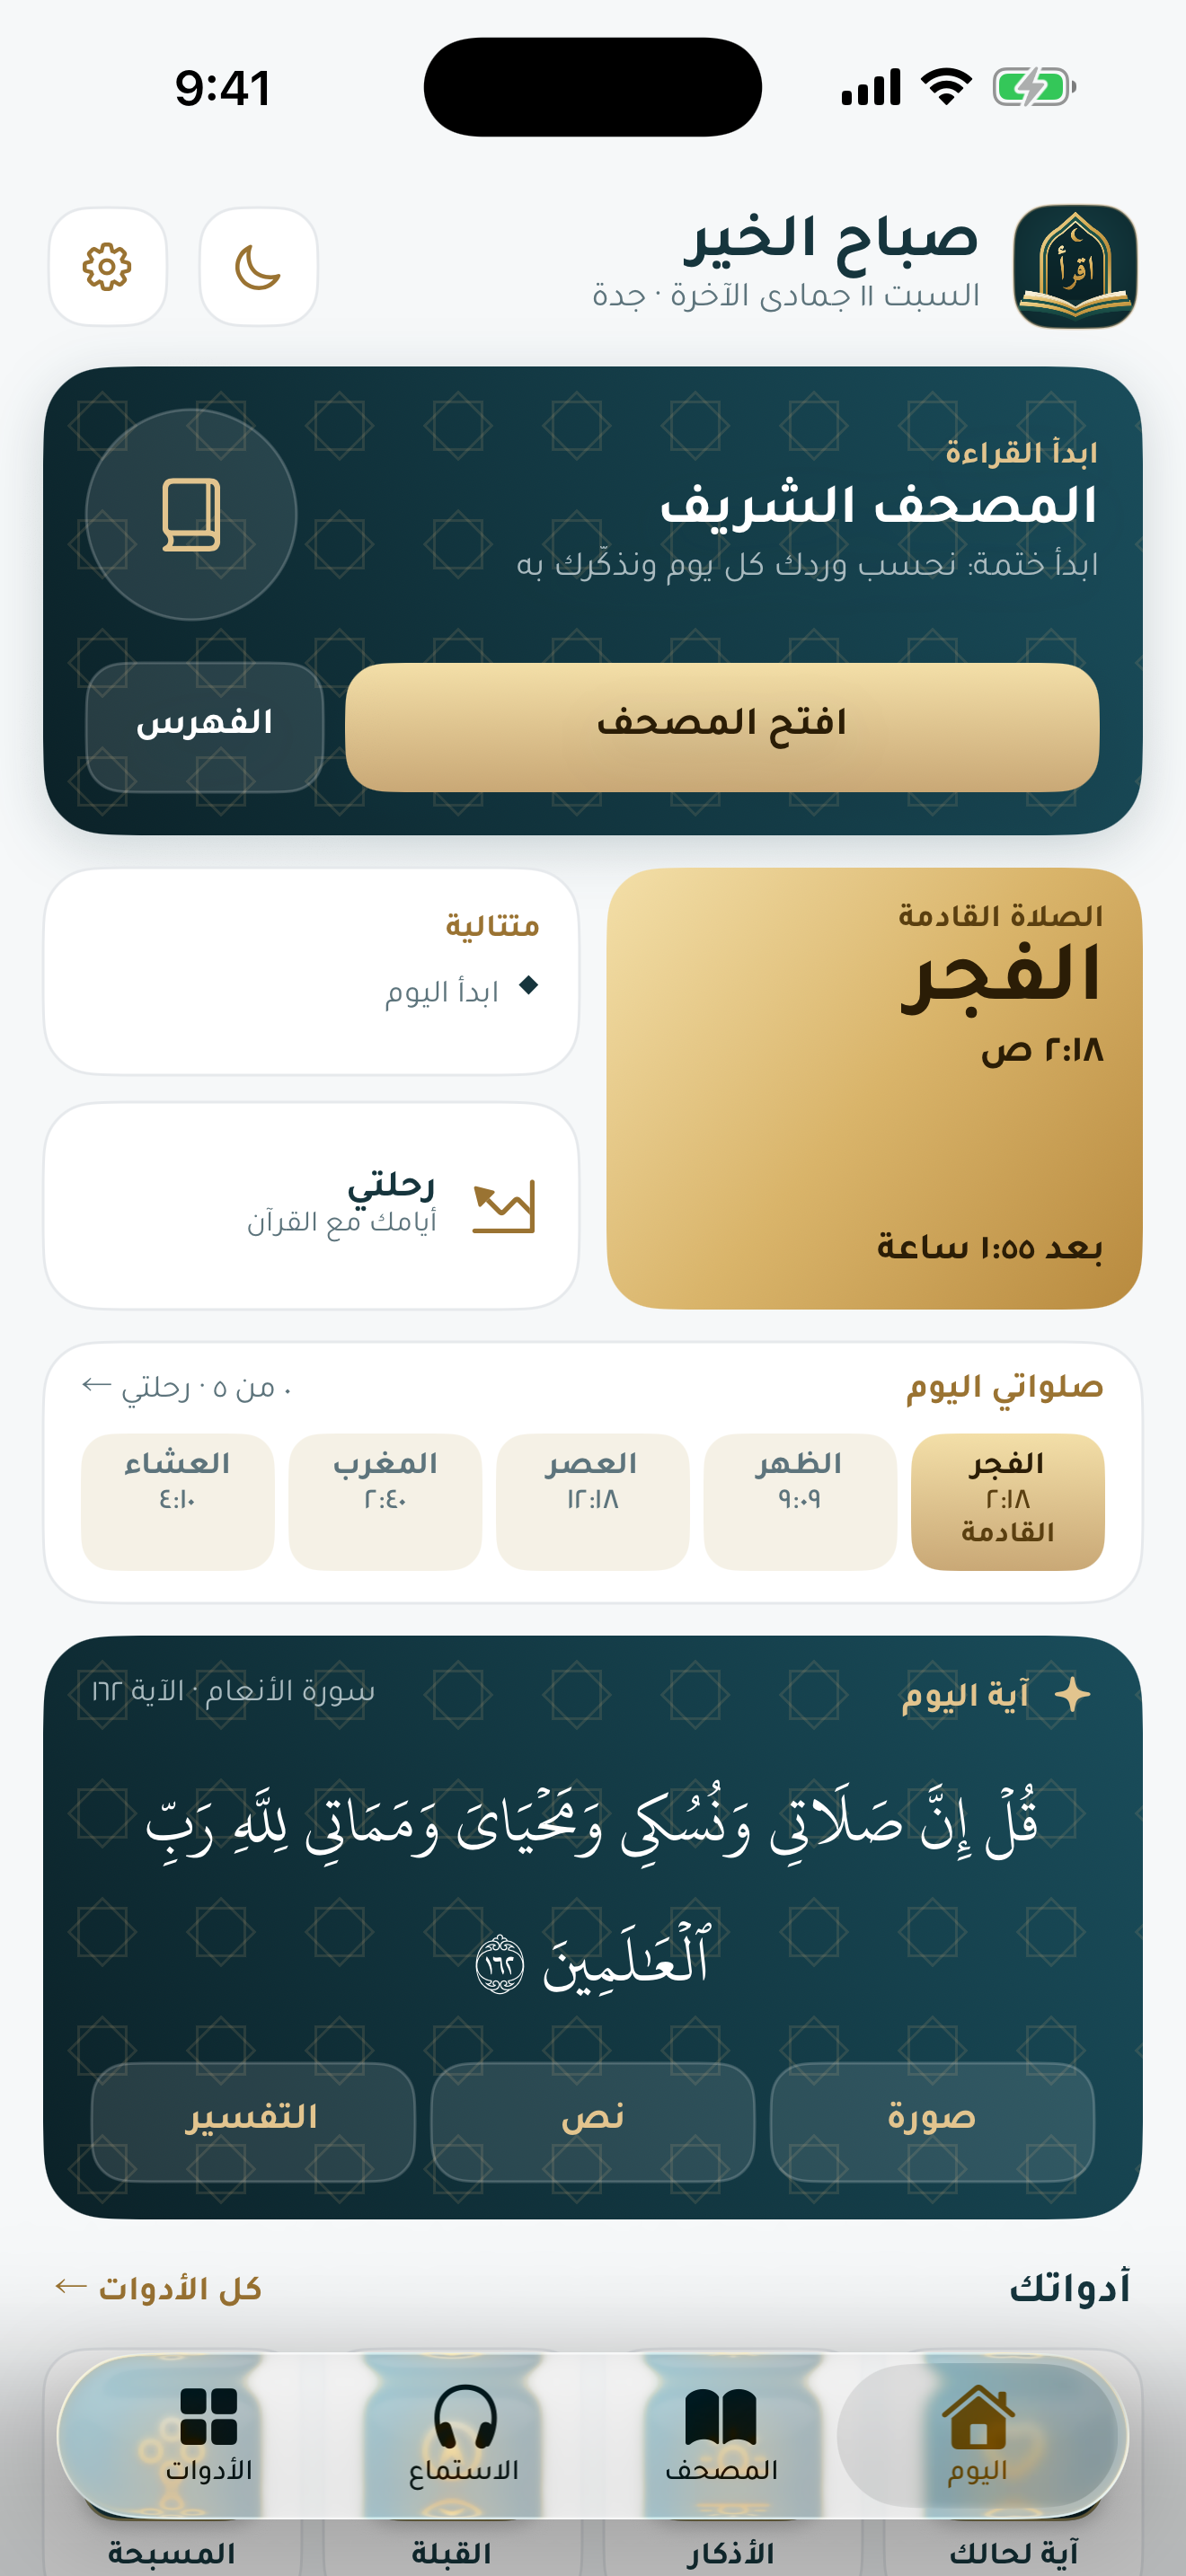 9:41
اقرأ
صباح الخير
السبت ١١ جمادى الآخرة · جدة
ابدأ القراءة
المصحف الشريف
ابدأ ختمة: نحسب وردك كل يوم ونذكّرك به
افتح المصحف
الفهرس
الصلاة القادمة
الفجر
٢:١٨ ص
بعد ١:٥٥ ساعة
متتالية
ابدأ اليوم
رحلتي
أيامك مع القرآن
صلواتي اليوم
٠ من ٥ · رحلتي ←
الفجر
٢:١٨
القادمة
الظهر
٩:٠٩
العصر
١٢:١٨
المغرب
٢:٤٠
العشاء
٤:١٠
آية اليوم
سورة الأنعام · الآية ١٦٢
قُلْ إِنَّ صَلَاتِي وَنُسُكِي وَمَحْيَايَ وَمَمَاتِي لِلَّهِ رَبِّ
ٱلْعَـٰلَمِينَ ١٦٢
صورة
نص
التفسير
أدواتك
كل الأدوات ←
اليوم
المصحف
الاستماع
الأدوات
آية لحالك
الأذكار
القبلة
المسبحة